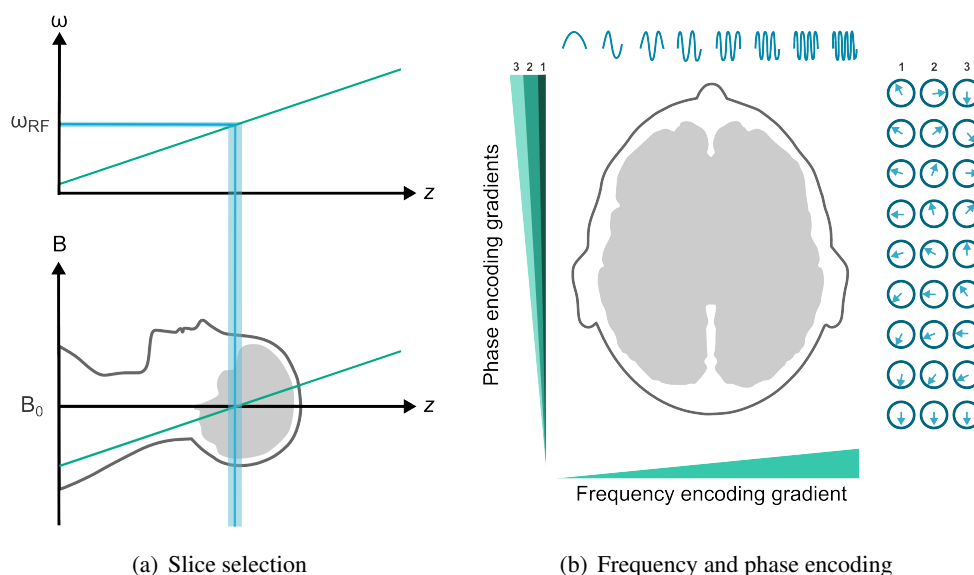 ω
ω_RF
z
B
B₀
z
(a) Slice selection
3 2 1
Phase encoding gradients
1 2 3
Frequency encoding gradient
(b) Frequency and phase encoding